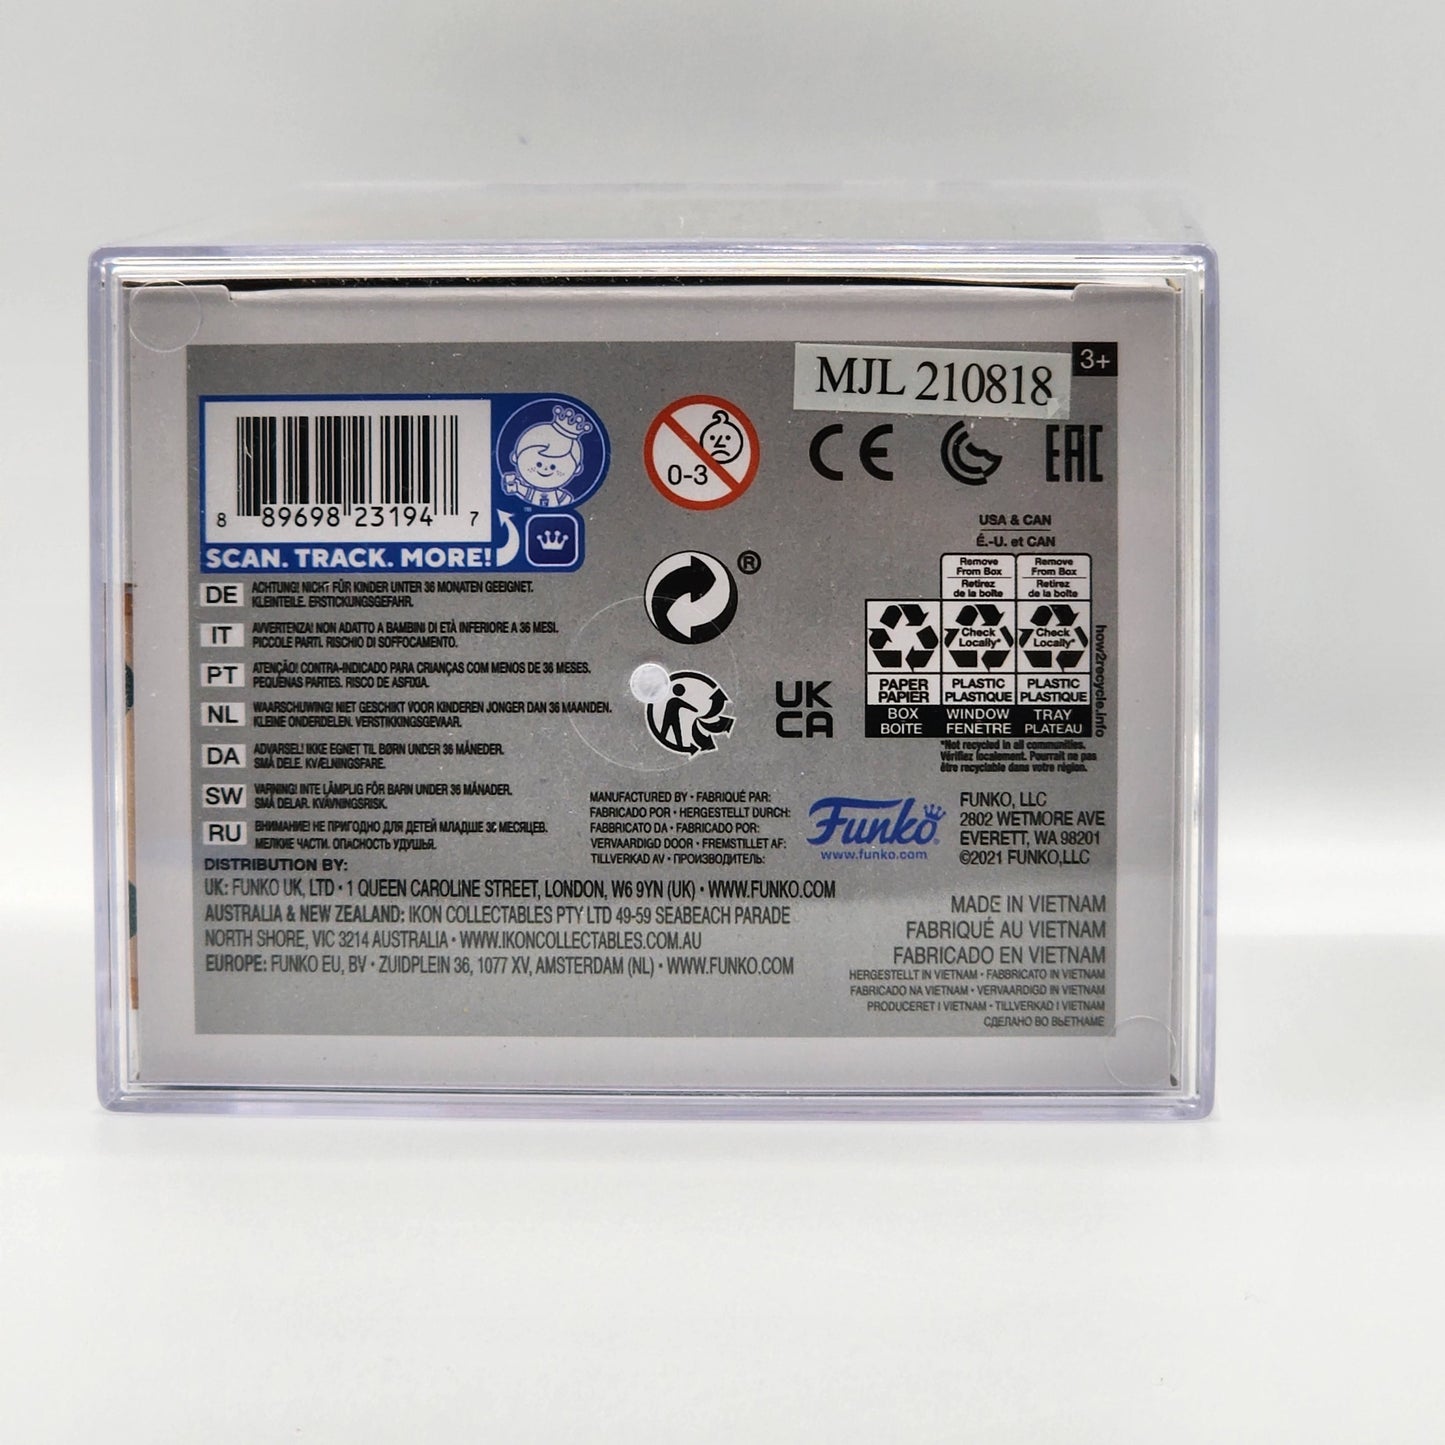 MJL 210818
3+
8 89698 23194 7
SCAN. TRACK. MORE!
TM
0-3
CE
EAC
®
UK
CA
USA & CAN
É.-U. et CAN
Remove
From Box
Retirez
de la boîte
Remove
From Box
Retirez
de la boîte
Check
Locally*
Check
Locally*
PAPER
PAPIER
PLASTIC
PLASTIQUE
PLASTIC
PLASTIQUE
BOX
BOITE
WINDOW
FENETRE
TRAY
PLATEAU
how2recycle.info
*Not recycled in all communities.
Vérifiez localement. Pourrait ne pas
être recyclable dans votre région.
DE ACHTUNG! NICHT FÜR KINDER UNTER 36 MONATEN GEEIGNET.
KLEINTEILE. ERSTICKUNGSGEFAHR.
IT AVVERTENZA! NON ADATTO A BAMBINI DI ETÀ INFERIORE A 36 MESI.
PICCOLE PARTI. RISCHIO DI SOFFOCAMENTO.
PT ATENÇÃO! CONTRA-INDICADO PARA CRIANÇAS COM MENOS DE 36 MESES.
PEQUENAS PARTES. RISCO DE ASFIXIA.
NL WAARSCHUWING! NIET GESCHIKT VOOR KINDEREN JONGER DAN 36 MAANDEN.
KLEINE ONDERDELEN. VERSTIKKINGSGEVAAR.
DA ADVARSEL! IKKE EGNET TIL BØRN UNDER 36 MÅNEDER.
SMÅ DELE. KVÆLNINGSFARE.
SW VARNING! INTE LÄMPLIG FÖR BARN UNDER 36 MÅNADER.
SMÅ DELAR. KVÄVNINGSRISK.
RU ВНИМАНИЕ! НЕ ПРИГОДНО ДЛЯ ДЕТЕЙ МЛАДШЕ 36 МЕСЯЦЕВ.
МЕЛКИЕ ЧАСТИ. ОПАСНОСТЬ УДУШЬЯ.
MANUFACTURED BY • FABRIQUÉ PAR:
FABRICADO POR • HERGESTELLT DURCH:
FABBRICATO DA • FABRICADO POR:
VERVAARDIGD DOOR • FREMSTILLET AF:
TILLVERKAD AV • ПРОИЗВОДИТЕЛЬ:
Funko
www.funko.com
FUNKO, LLC
2802 WETMORE AVE
EVERETT, WA 98201
©2021 FUNKO,LLC
DISTRIBUTION BY:
UK: FUNKO UK, LTD • 1 QUEEN CAROLINE STREET, LONDON, W6 9YN (UK) • WWW.FUNKO.COM
AUSTRALIA & NEW ZEALAND: IKON COLLECTABLES PTY LTD 49-59 SEABEACH PARADE
NORTH SHORE, VIC 3214 AUSTRALIA • WWW.IKONCOLLECTABLES.COM.AU
EUROPE: FUNKO EU, BV • ZUIDPLEIN 36, 1077 XV, AMSTERDAM (NL) • WWW.FUNKO.COM
MADE IN VIETNAM
FABRIQUÉ AU VIETNAM
FABRICADO EN VIETNAM
HERGESTELLT IN VIETNAM • FABBRICATO IN VIETNAM
FABRICADO NA VIETNAM • VERVAARDIGD IN VIETNAM
PRODUCERET I VIETNAM • TILLVERKAD I VIETNAM
СДЕЛАНО ВО ВЬЕТНАМЕ